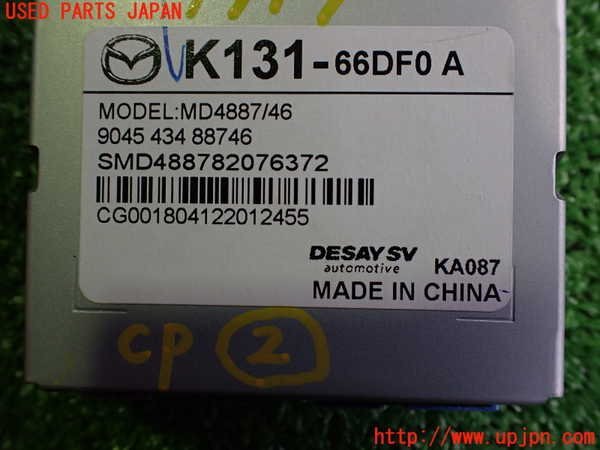 USED PARTS JAPAN
K131-66DF0 A
MODEL:MD4887/46
9045 434 88746
SMD488782076372
CG001804122012455
DESAY SV
automotive
KA087
MADE IN CHINA
CP 2
http://www.upjpn.com